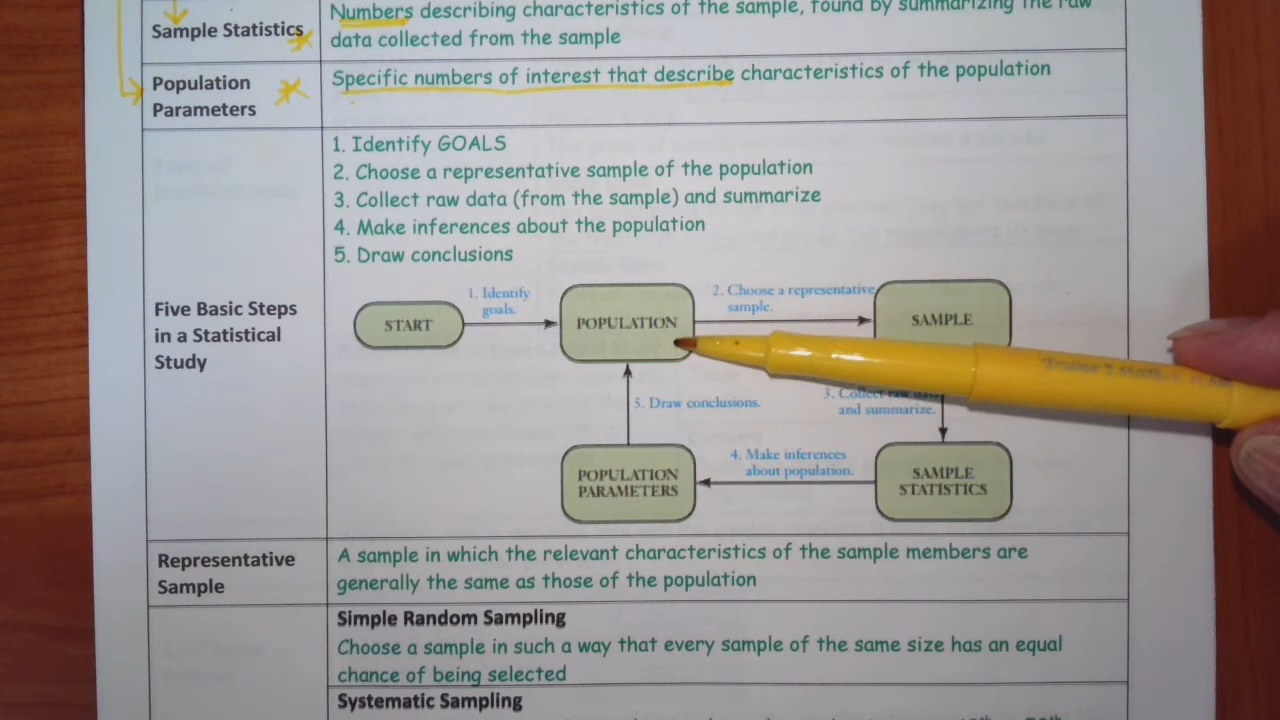 Sample Statistics
Numbers describing characteristics of the sample, found by summarizing the raw
data collected from the sample
Population
Parameters
Specific numbers of interest that describe characteristics of the population
Five Basic Steps
in a Statistical
Study
1. Identify GOALS
2. Choose a representative sample of the population
3. Collect raw data (from the sample) and summarize
4. Make inferences about the population
5. Draw conclusions
START
1. Identify
goals.
POPULATION
2. Choose a representative
sample.
SAMPLE
3. Collect raw data
and summarize.
SAMPLE
STATISTICS
4. Make inferences
about population.
POPULATION
PARAMETERS
5. Draw conclusions.
Representative
Sample
A sample in which the relevant characteristics of the sample members are
generally the same as those of the population
Simple Random Sampling
Choose a sample in such a way that every sample of the same size has an equal
chance of being selected
Systematic Sampling